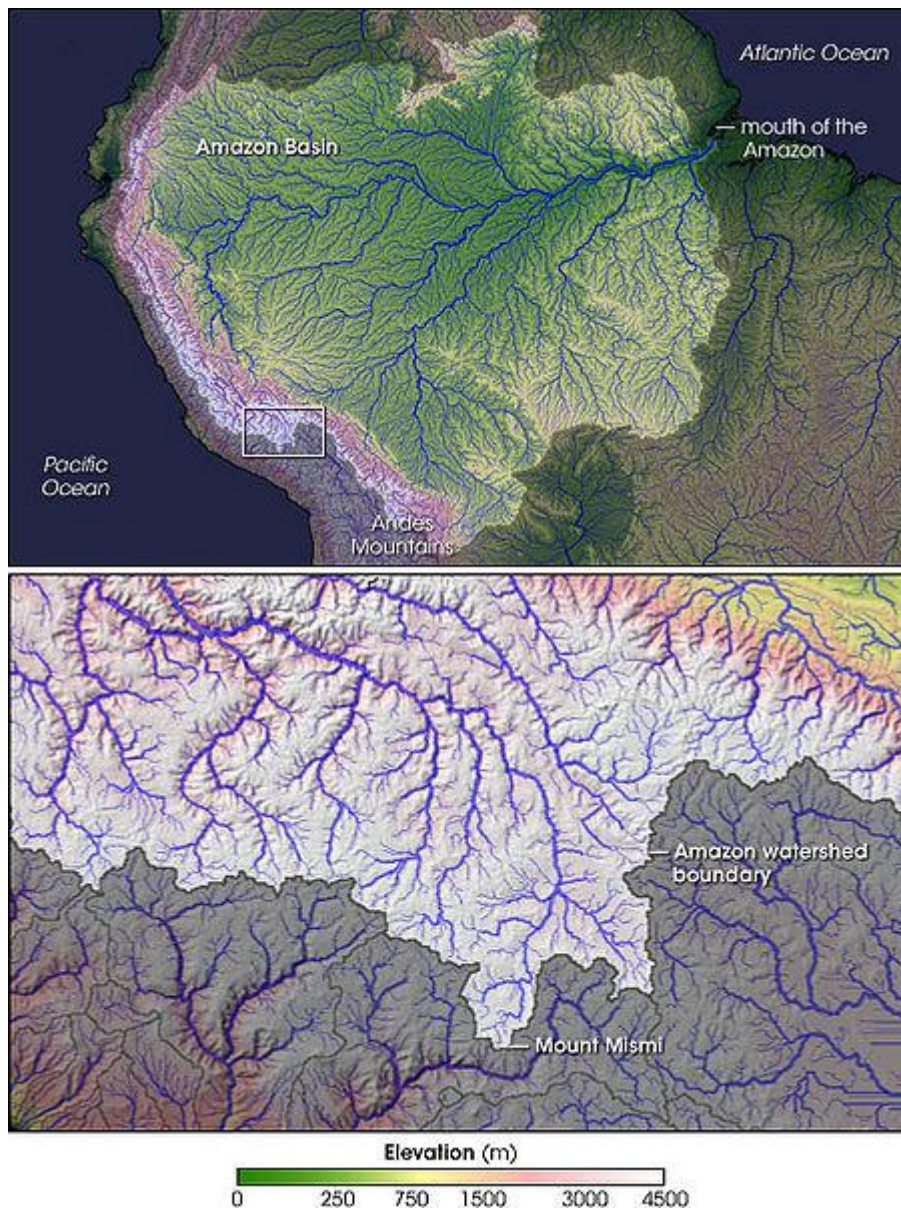 Atlantic Ocean
mouth of the
Amazon
Amazon Basin
Pacific
Ocean
Andes
Mountains
Amazon watershed
boundary
Mount Mismi
Elevation (m)
0 250 750 1500 3000 4500